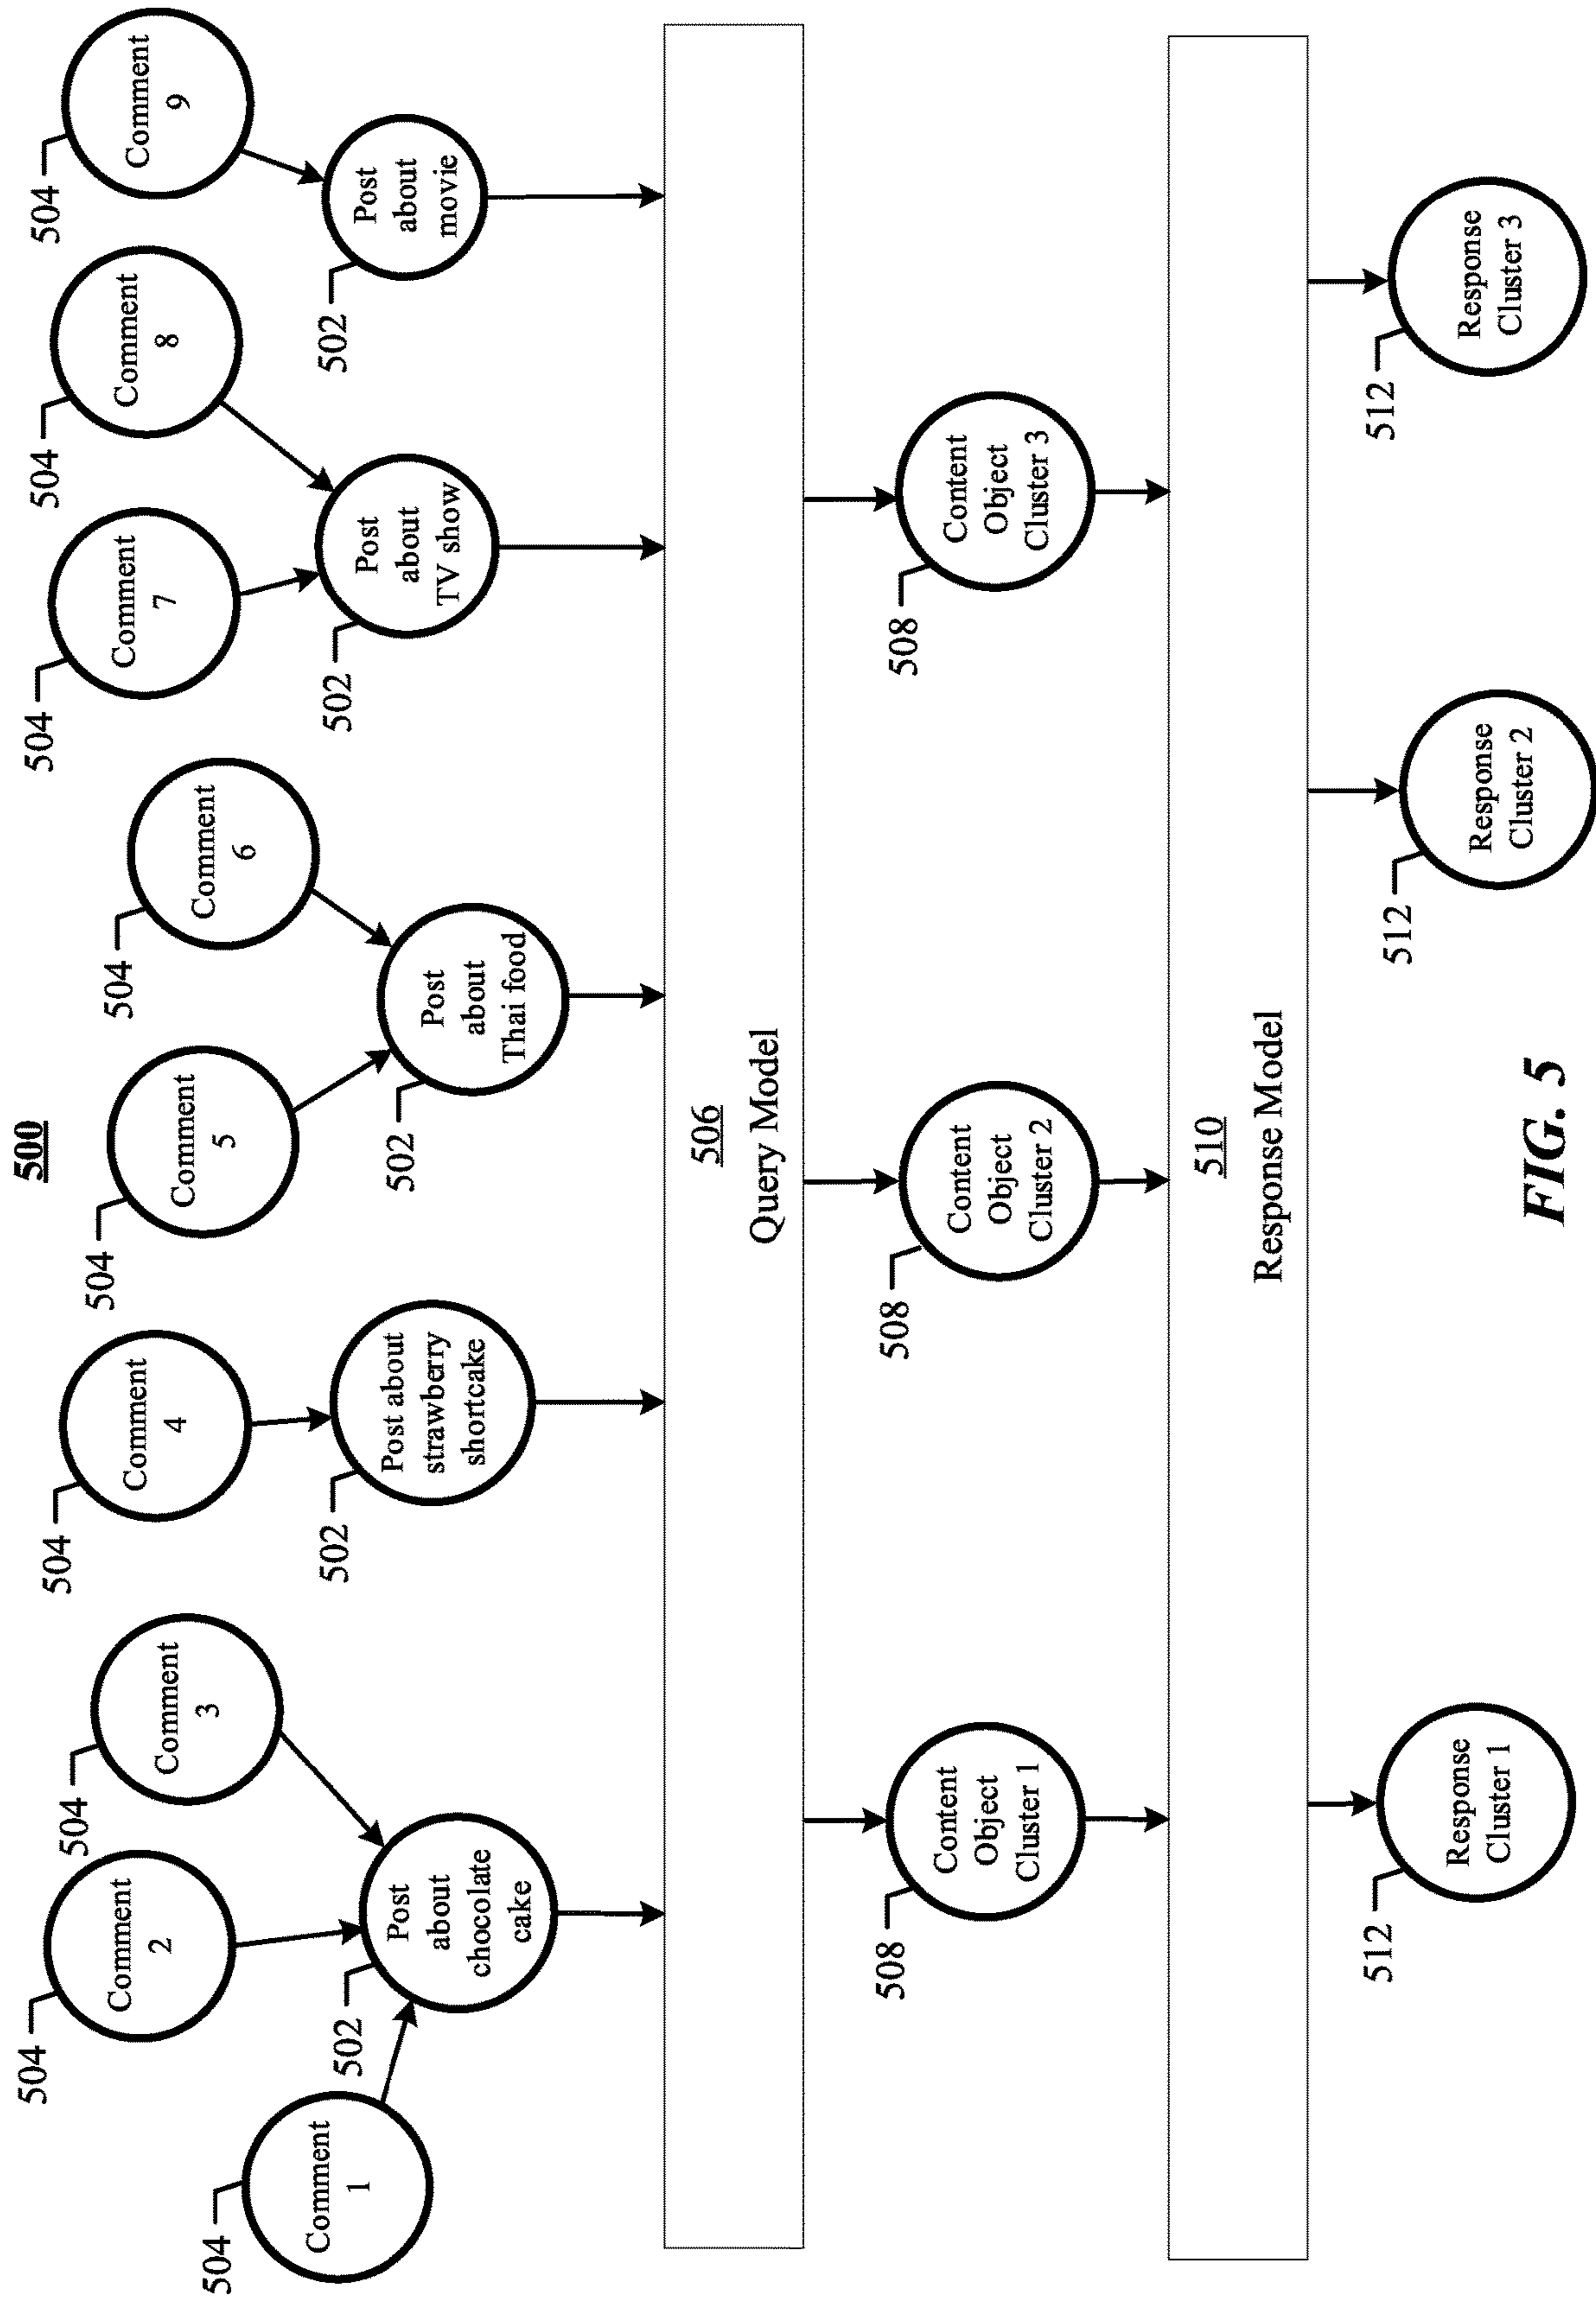 500
504
Comment
1
504
Comment
2
504
Comment
3
504
Comment
4
504
Comment
5
504
Comment
6
504
Comment
7
504
Comment
8
504
Comment
9
502
Post
about
chocolate
cake
502
Post about
strawberry
shortcake
502
Post
about
Thai food
502
Post
about
TV show
502
Post
about
movie
506
Query Model
508
Content
Object
Cluster 1
508
Content
Object
Cluster 2
508
Content
Object
Cluster 3
510
Response Model
512
Response
Cluster 1
512
Response
Cluster 2
512
Response
Cluster 3
FIG. 5